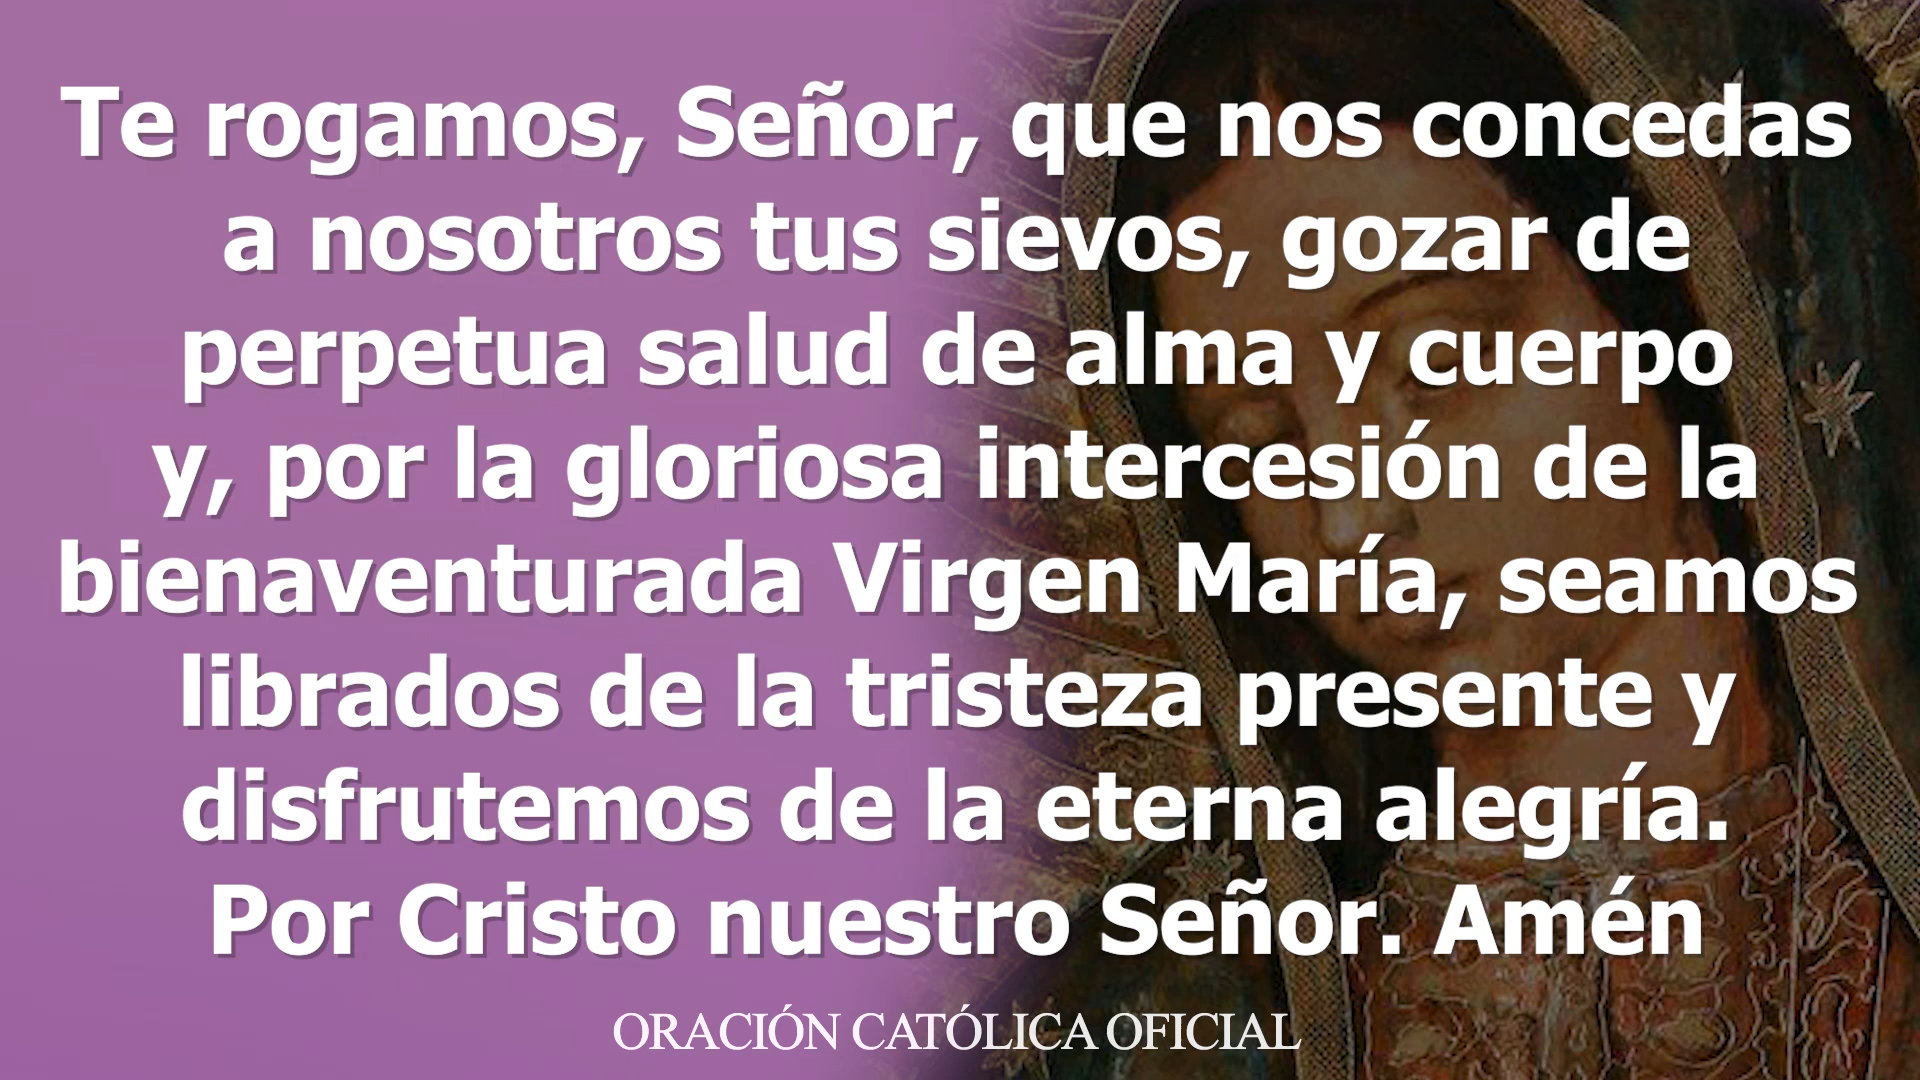 Te rogamos, Señor, que nos concedas
a nosotros tus sievos, gozar de
perpetua salud de alma y cuerpo
y, por la gloriosa intercesión de la
bienaventurada Virgen María, seamos
librados de la tristeza presente y
disfrutemos de la eterna alegría.
Por Cristo nuestro Señor. Amén
ORACIÓN CATÓLICA OFICIAL